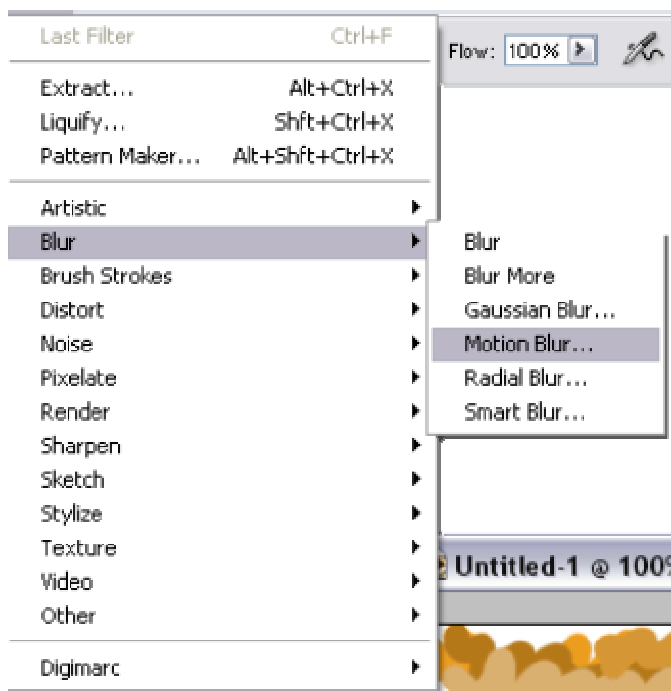 Last Filter Ctrl+F
Flow: 100%
Extract... Alt+Ctrl+X
Liquify... Shft+Ctrl+X
Pattern Maker... Alt+Shft+Ctrl+X
Artistic
Blur
Brush Strokes
Distort
Noise
Pixelate
Render
Sharpen
Sketch
Stylize
Texture
Video
Other
Digimarc
Blur
Blur More
Gaussian Blur...
Motion Blur...
Radial Blur...
Smart Blur...
Untitled-1 @ 100%